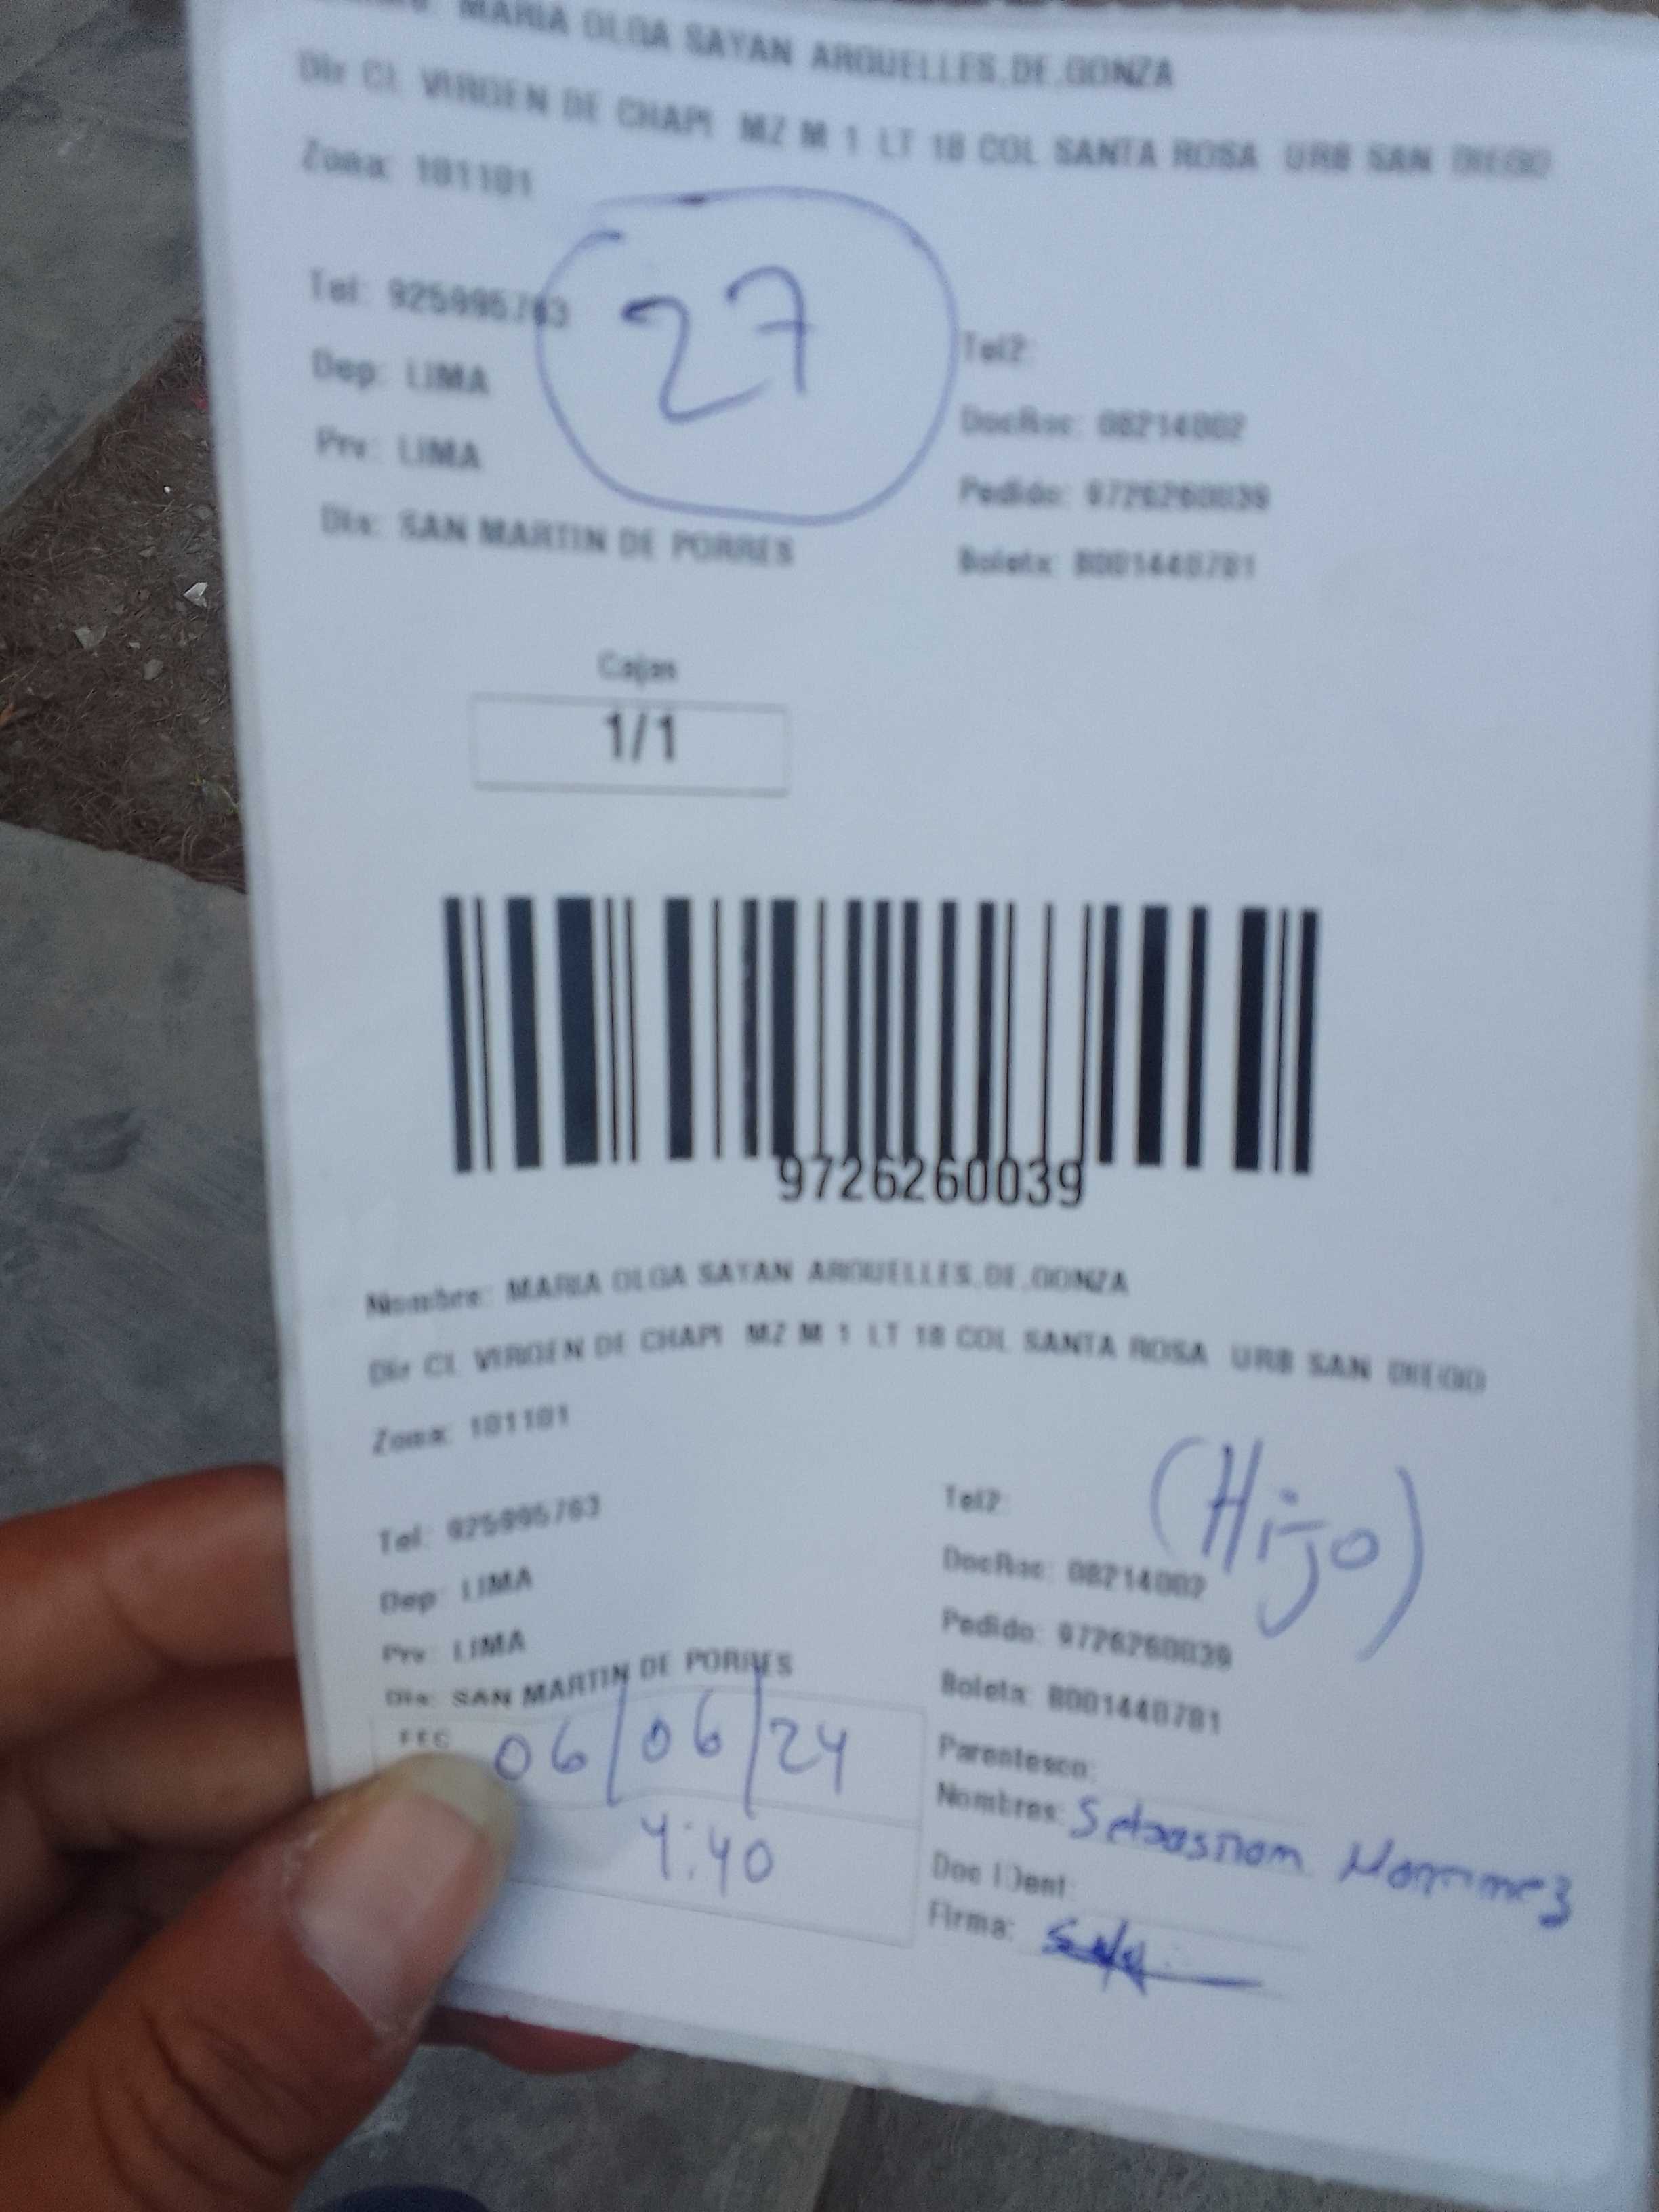 MARIA OLGA SAYAN ARGUELLES,DE,GONZA
Dir CL VIRGEN DE CHAPI MZ M 1 LT 18 COL SANTA ROSA URB SAN DIEGO
Zona: 101101
27
Tel: 925995763
Tel2:
Dep: LIMA
DocRec: 08214002
Prv: LIMA
Pedido: 9726260039
Dis: SAN MARTIN DE PORRES
Boleta: B001440781
Cajas
1/1
9726260039
Nombre: MARIA OLGA SAYAN ARGUELLES,DE,GONZA
Dir CL VIRGEN DE CHAPI MZ M 1 LT 18 COL SANTA ROSA URB SAN DIEGO
Zona: 101101
(Hijo)
Tel: 925995763
Tel2:
Dep: LIMA
DocRec: 08214002
Prv: LIMA
Pedido: 9726260039
Dis: SAN MARTIN DE PORRES
Boleta: B001440781
FEC
06/06/24
Parentesco:
4:40
Nombres: Sebastian
Doc IDent:
Firma: